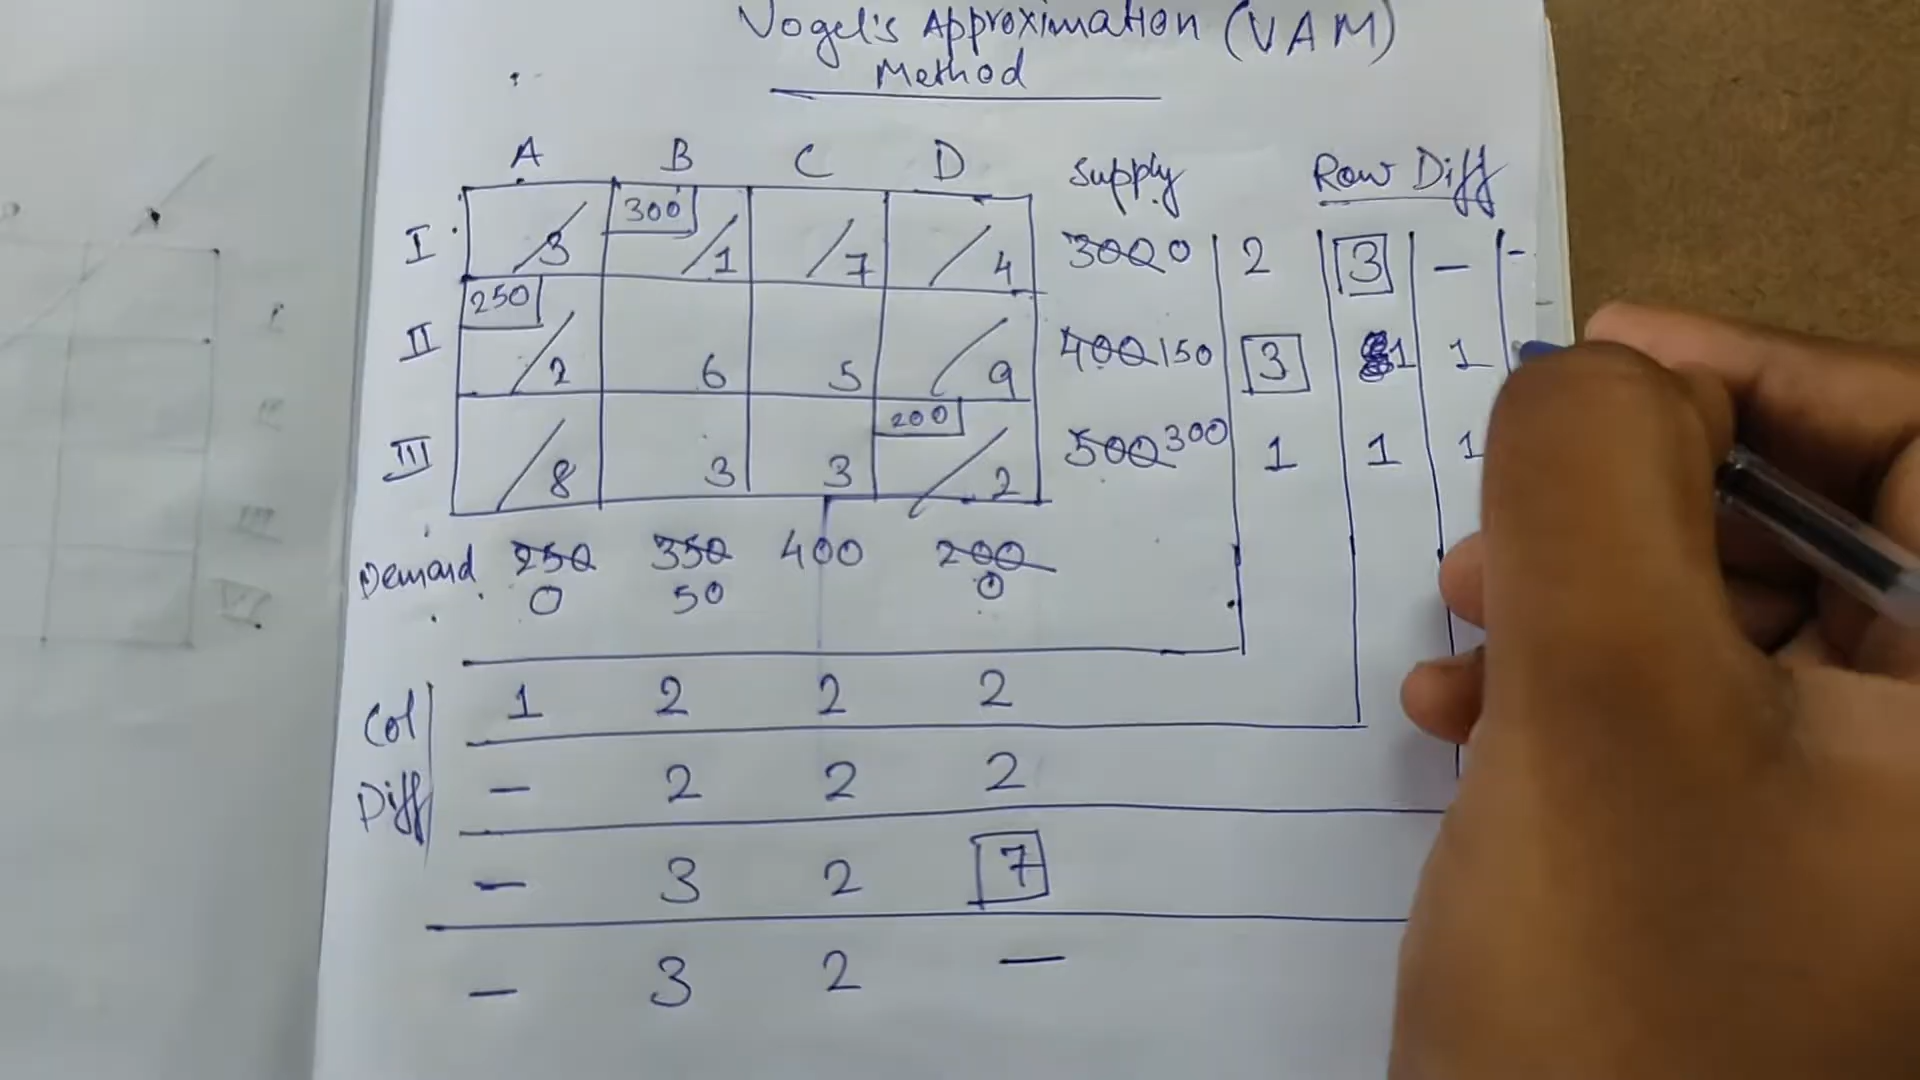 Vogel's Approximation (VAM)
Method
A B C D Supply Row Diff
I 3 300 1 7 4 300 0 2 3 - -
II 250 2 6 5 9 400 150 3 1 1
III 8 3 3 200 2 500 300 1 1 1
Demand 250 350 400 200
0 50 0
Col 1 2 2 2
Diff - 2 2 2
- 3 2 7
- 3 2 -